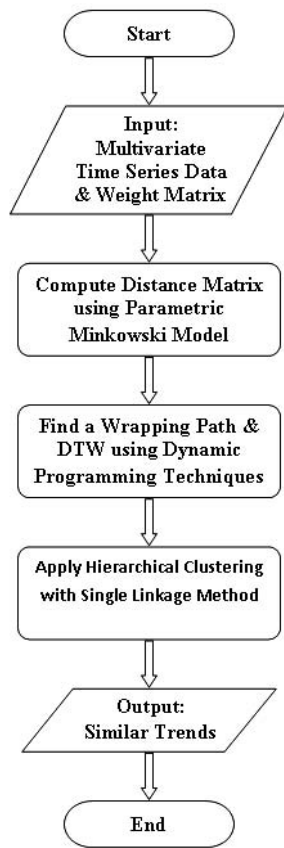 Start
Input:
Multivariate
Time Series Data
& Weight Matrix
Compute Distance Matrix
using Parametric
Minkowski Model
Find a Wrapping Path &
DTW using Dynamic
Programming Techniques
Apply Hierarchical Clustering
with Single Linkage Method
Output:
Similar Trends
End